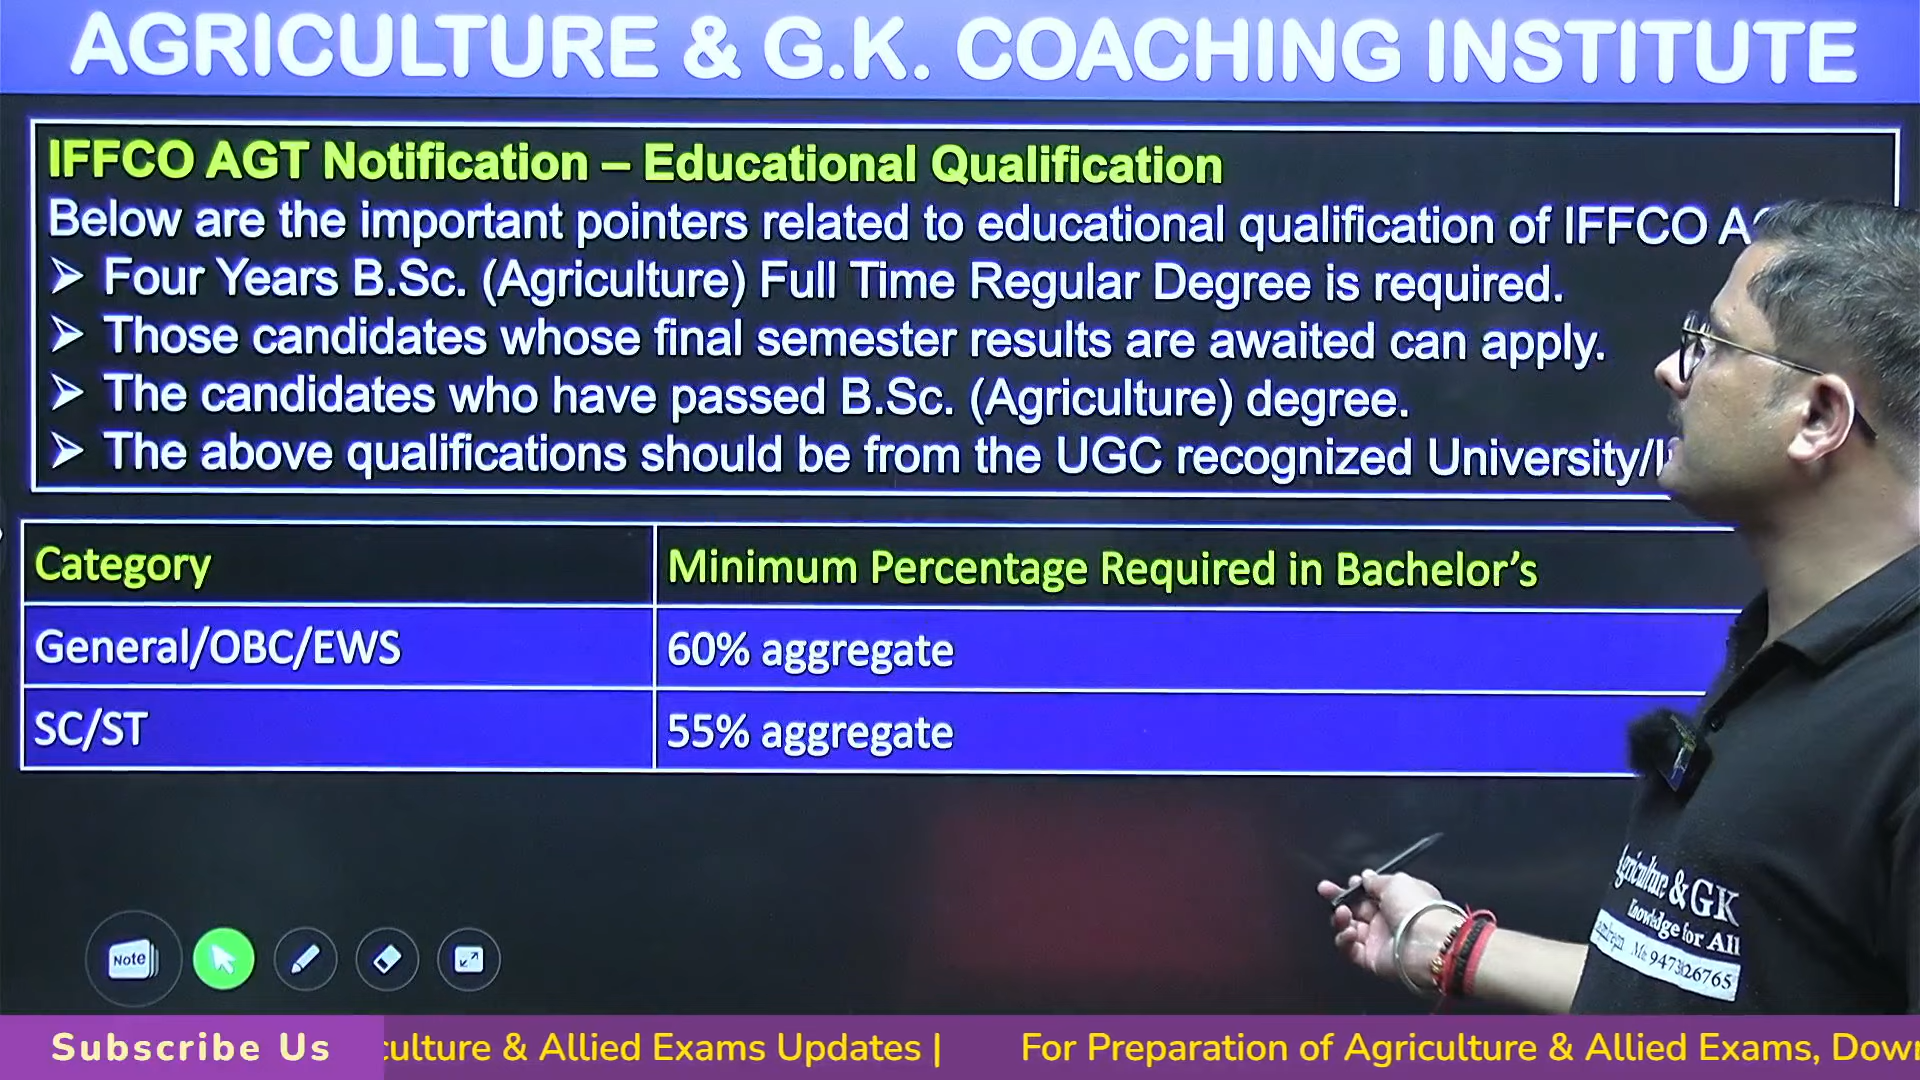 AGRICULTURE & G.K. COACHING INSTITUTE
IFFCO AGT Notification – Educational Qualification
Below are the important pointers related to educational qualification of IFFCO
➤ Four Years B.Sc. (Agriculture) Full Time Regular Degree is required.
➤ Those candidates whose final semester results are awaited can apply.
➤ The candidates who have passed B.Sc. (Agriculture) degree.
➤ The above qualifications should be from the UGC recognized University/
Category Minimum Percentage Required in Bachelor’s
General/OBC/EWS 60% aggregate
SC/ST 55% aggregate
Note
Agriculture & GK
Knowledge for All
Subscribe Us culture & Allied Exams Updates | For Preparation of Agriculture & Allied Exams,